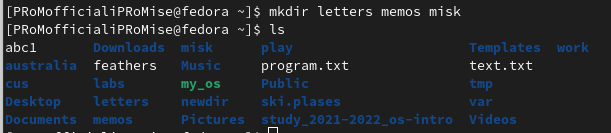 [PRoMofficialiPRoMise@fedora ~]$ mkdir letters memos misk
[PRoMofficialiPRoMise@fedora ~]$ ls
abc1 Downloads misk play Templates work
australia feathers Music program.txt text.txt
cus labs my_os Public tmp
Desktop letters newdir ski.plases var
Documents memos Pictures study_2021-2022_os-intro Videos